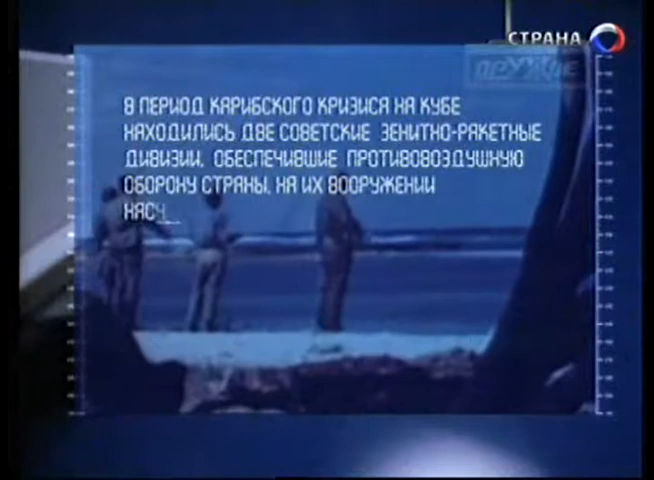 СТРАНА
ОРУЖИЕ
В ПЕРИОД КАРИБСКОГО КРИЗИСА НА КУБЕ
НАХОДИЛИСЬ ДВЕ СОВЕТСКИЕ ЗЕНИТНО-РАКЕТНЫЕ
ДИВИЗИИ, ОБЕСПЕЧИВШИЕ ПРОТИВОВОЗДУШНУЮ
ОБОРОНУ СТРАНЫ, НА ИХ ВООРУЖЕНИИ
НАСЧ_